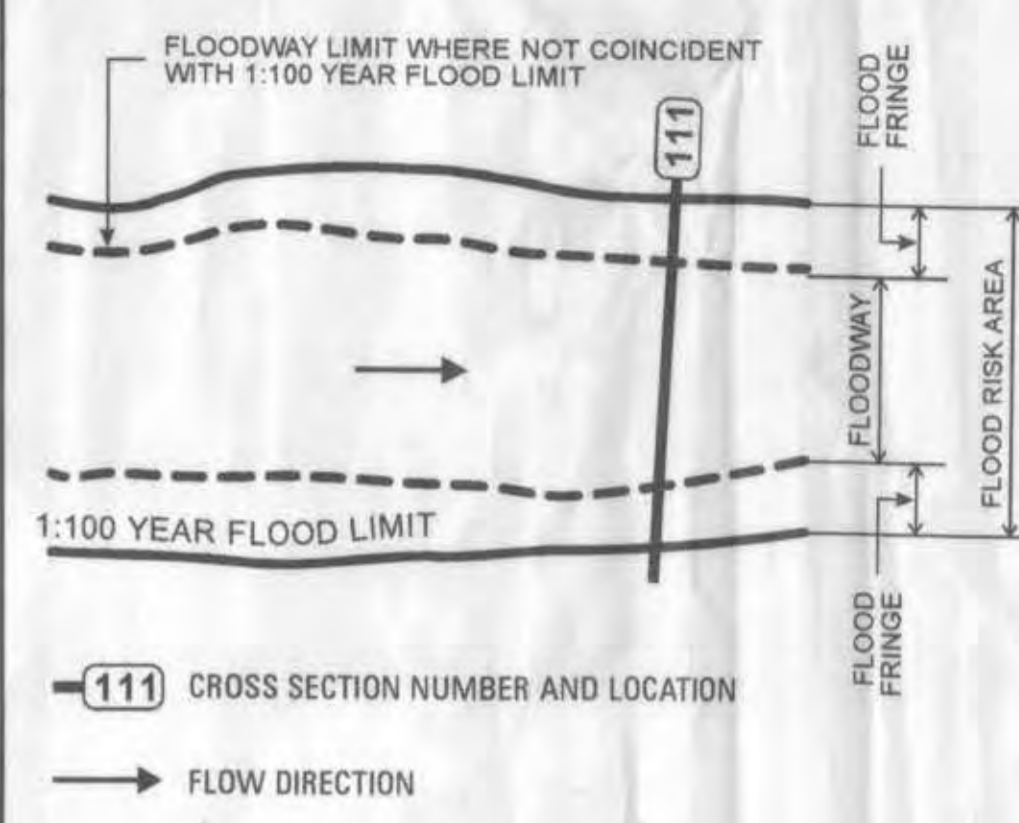 FLOODWAY LIMIT WHERE NOT COINCIDENT
WITH 1:100 YEAR FLOOD LIMIT
111
FLOOD
FRINGE
FLOODWAY
FLOOD RISK AREA
1:100 YEAR FLOOD LIMIT
FLOOD
FRINGE
111 CROSS SECTION NUMBER AND LOCATION
FLOW DIRECTION